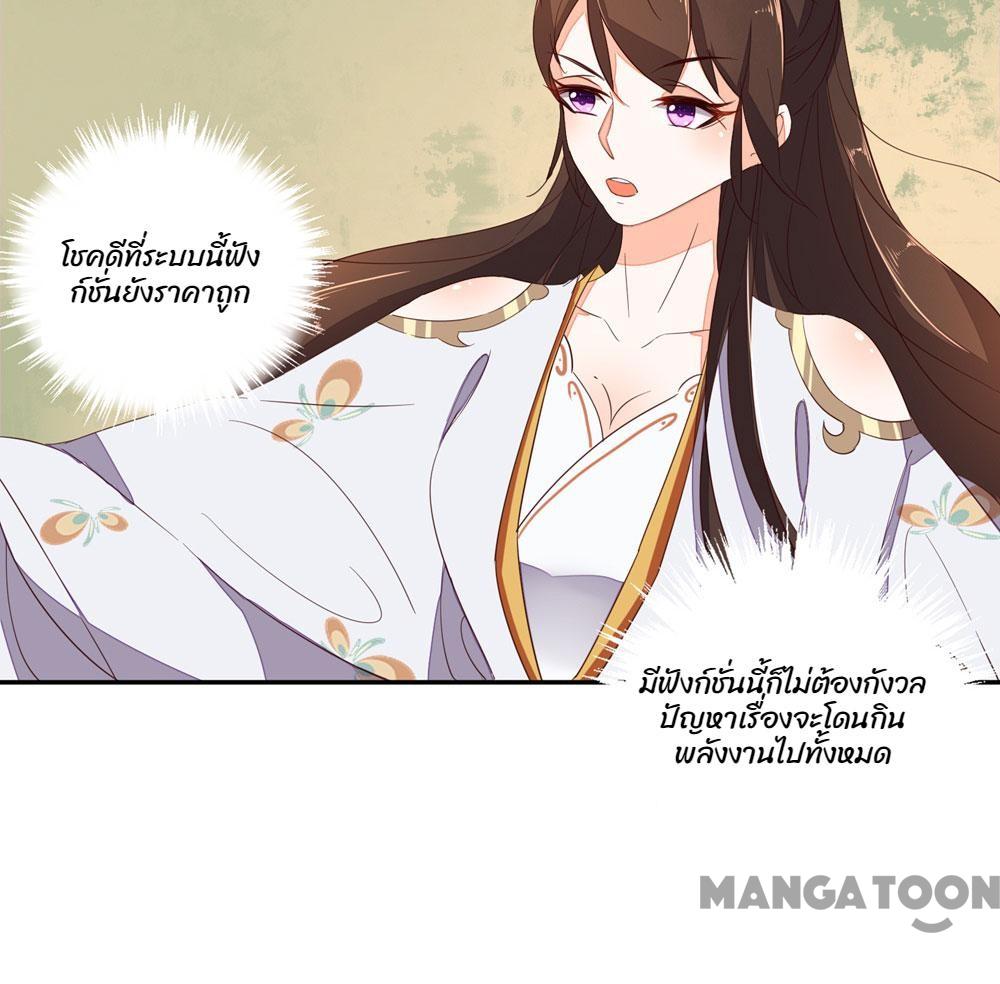 โชคดีที่ระบบนี้ฟัง
ก์ชั่นยังราคาถูก
มีฟังก์ชั่นนี้ก็ไม่ต้องกังวล
ปัญหาเรื่องจะโดนกิน
พลังงานไปทั้งหมด
MANGATOON